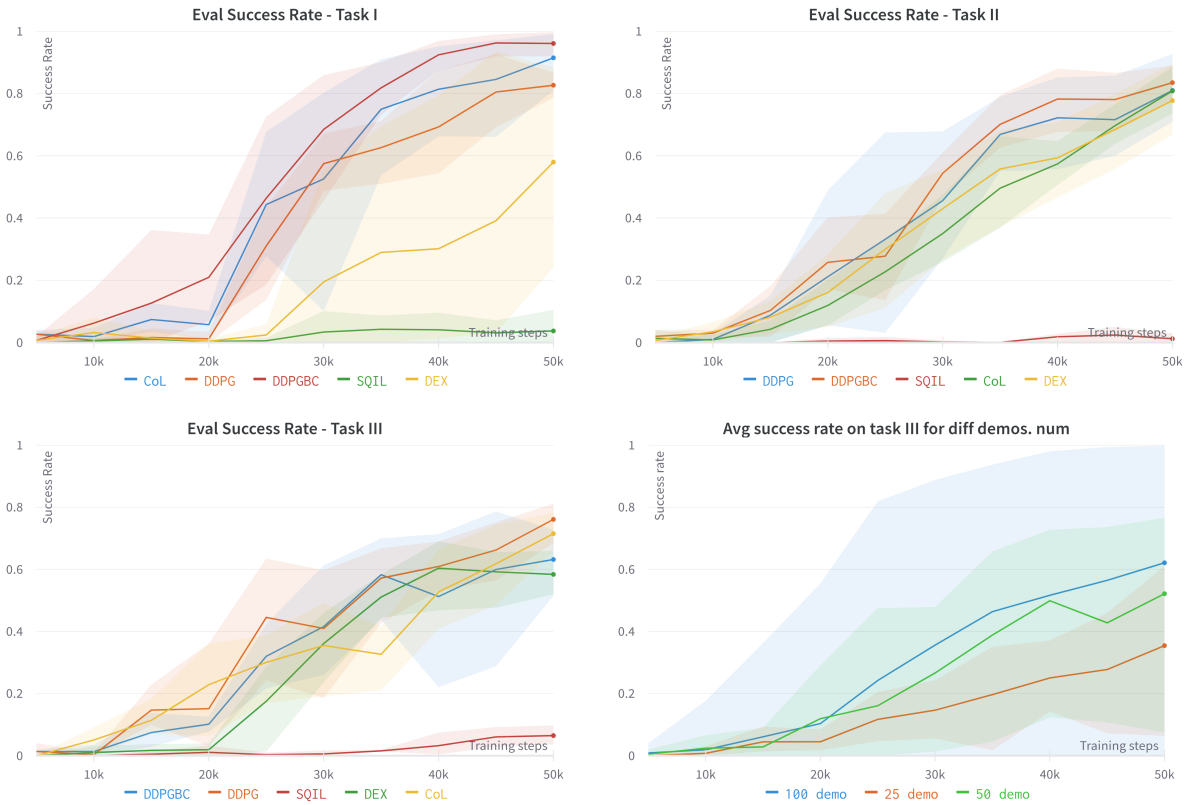 Eval Success Rate - Task I
Success Rate
1
0.8
0.6
0.4
0.2
0
Training steps
10k 20k 30k 40k 50k
CoL DDPG DDPGBC SQIL DEX
Eval Success Rate - Task II
Success Rate
1
0.8
0.6
0.4
0.2
0
Training steps
10k 20k 30k 40k 50k
DDPG DDPGBC SQIL CoL DEX
Eval Success Rate - Task III
Success Rate
1
0.8
0.6
0.4
0.2
0
Training steps
10k 20k 30k 40k 50k
DDPGBC DDPG SQIL DEX CoL
Avg success rate on task III for diff demos. num
Success rate
1
0.8
0.6
0.4
0.2
0
Training steps
10k 20k 30k 40k 50k
100 demo 25 demo 50 demo